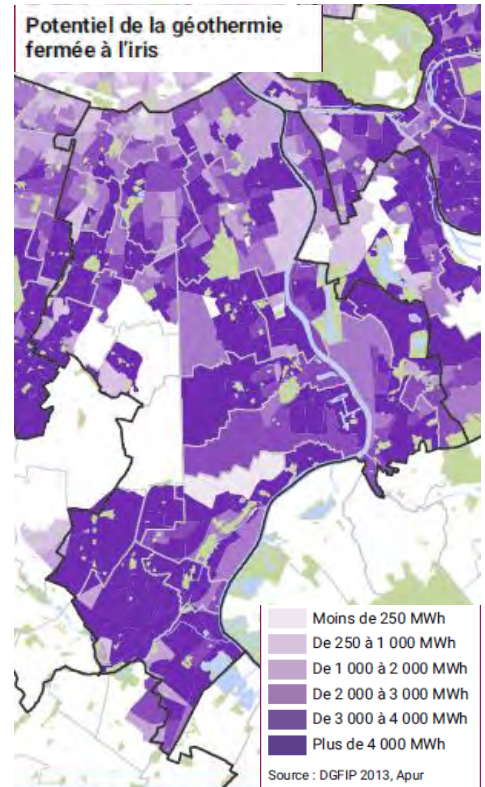 Potentiel de la géothermie
fermée à l'iris
Moins de 250 MWh
De 250 à 1 000 MWh
De 1 000 à 2 000 MWh
De 2 000 à 3 000 MWh
De 3 000 à 4 000 MWh
Plus de 4 000 MWh
Source : DGFIP 2013, Apur